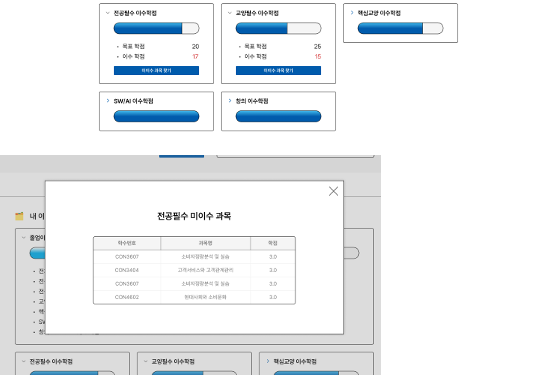 전공필수 이수학점
교양필수 이수학점
핵심교양 이수학점
목표 학점 20
이수 학점 17
미이수 과목 찾기
목표 학점 25
이수 학점 15
미이수 과목 찾기
SW/AI 이수학점
창의 이수학점
내 이
전공필수 미이수 과목
졸업이
학수번호 과목명 학점
CON3607 소비의정량분석 및 실습 3.0
CON3404 고객서비스와 고객관계관리 3.0
CON3607 소비의정량분석 및 실습 3.0
CON4602 현대사회와 소비문화 3.0
전공필수 이수학점
교양필수 이수학점
핵심교양 이수학점